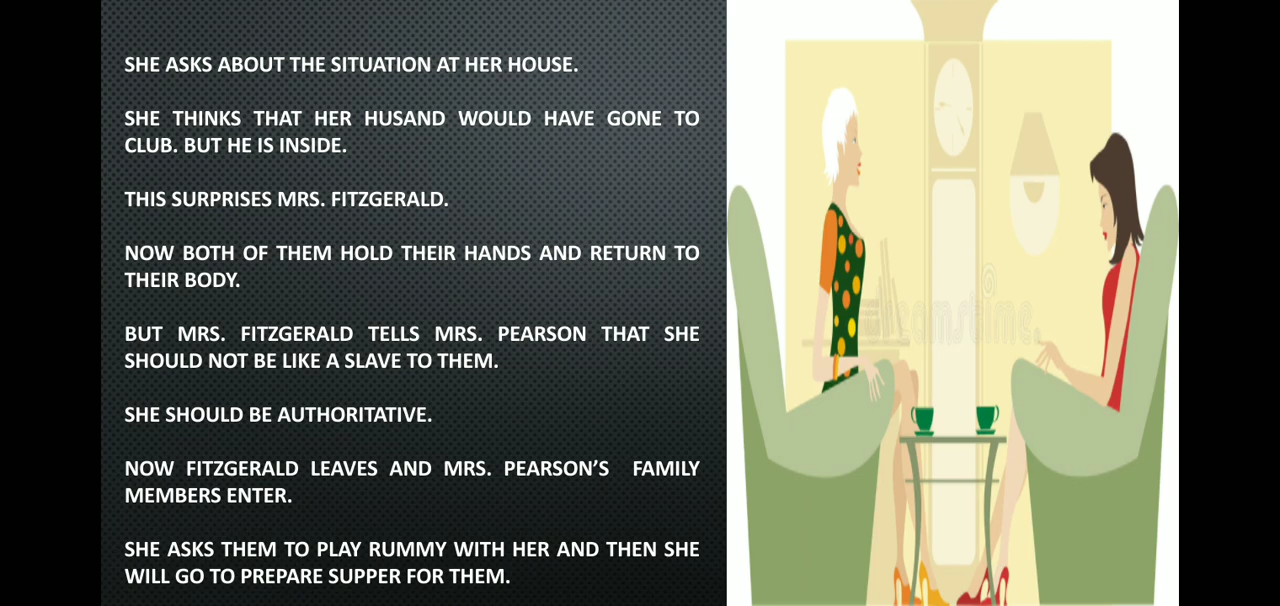 SHE ASKS ABOUT THE SITUATION AT HER HOUSE.
SHE THINKS THAT HER HUSAND WOULD HAVE GONE TO
CLUB. BUT HE IS INSIDE.
THIS SURPRISES MRS. FITZGERALD.
NOW BOTH OF THEM HOLD THEIR HANDS AND RETURN TO
THEIR BODY.
BUT MRS. FITZGERALD TELLS MRS. PEARSON THAT SHE
SHOULD NOT BE LIKE A SLAVE TO THEM.
SHE SHOULD BE AUTHORITATIVE.
NOW FITZGERALD LEAVES AND MRS. PEARSON’S FAMILY
MEMBERS ENTER.
SHE ASKS THEM TO PLAY RUMMY WITH HER AND THEN SHE
WILL GO TO PREPARE SUPPER FOR THEM.